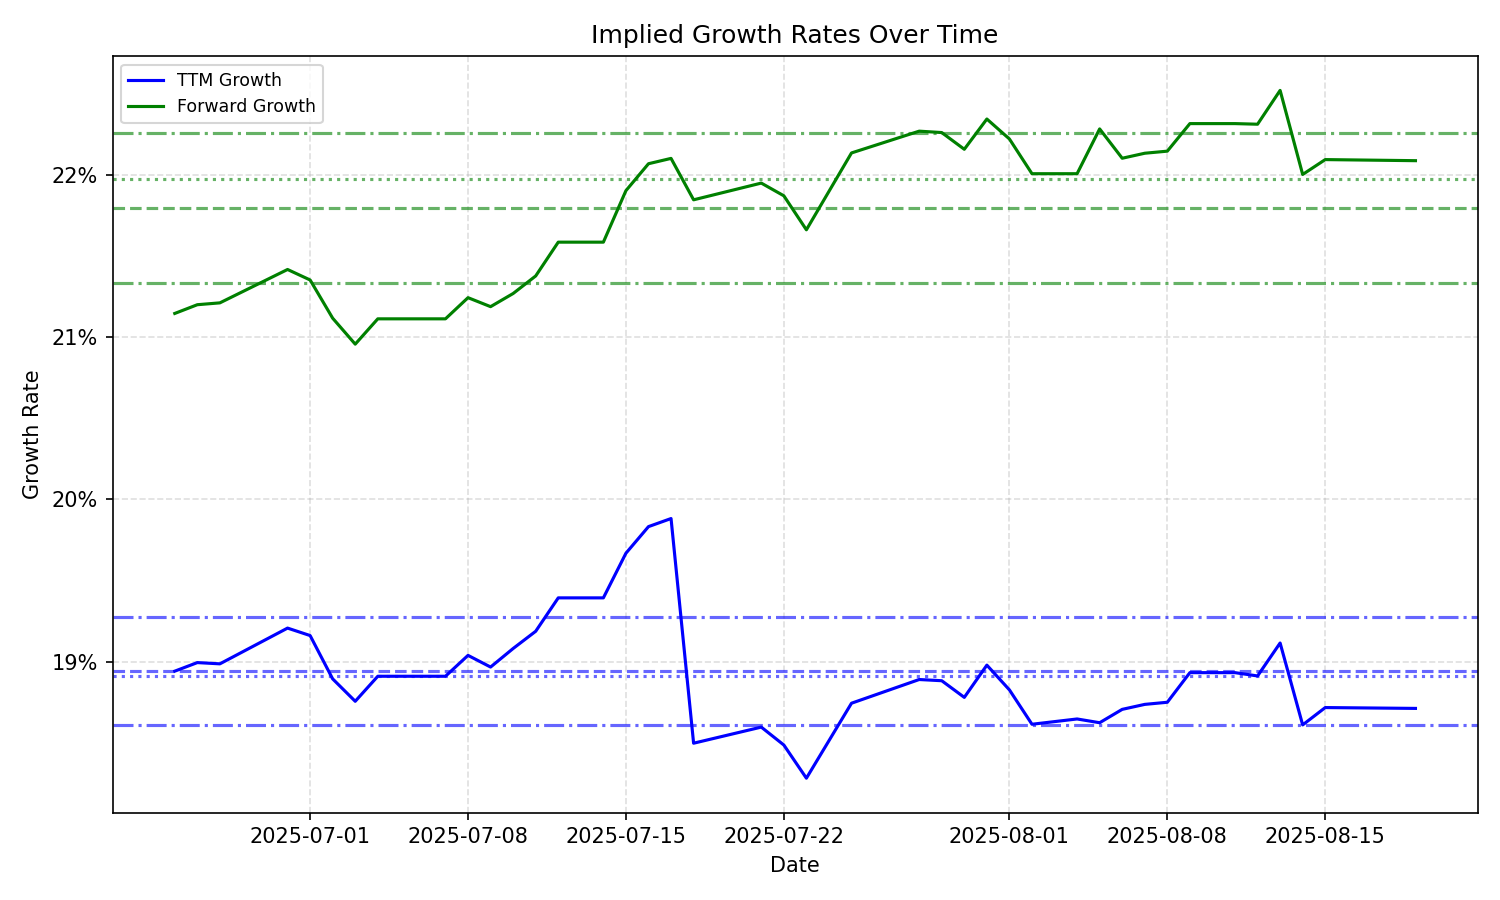 Implied Growth Rates Over Time
TTM Growth
Forward Growth
22%
21%
20%
19%
Growth Rate
2025-07-01 2025-07-08 2025-07-15 2025-07-22 2025-08-01 2025-08-08 2025-08-15
Date